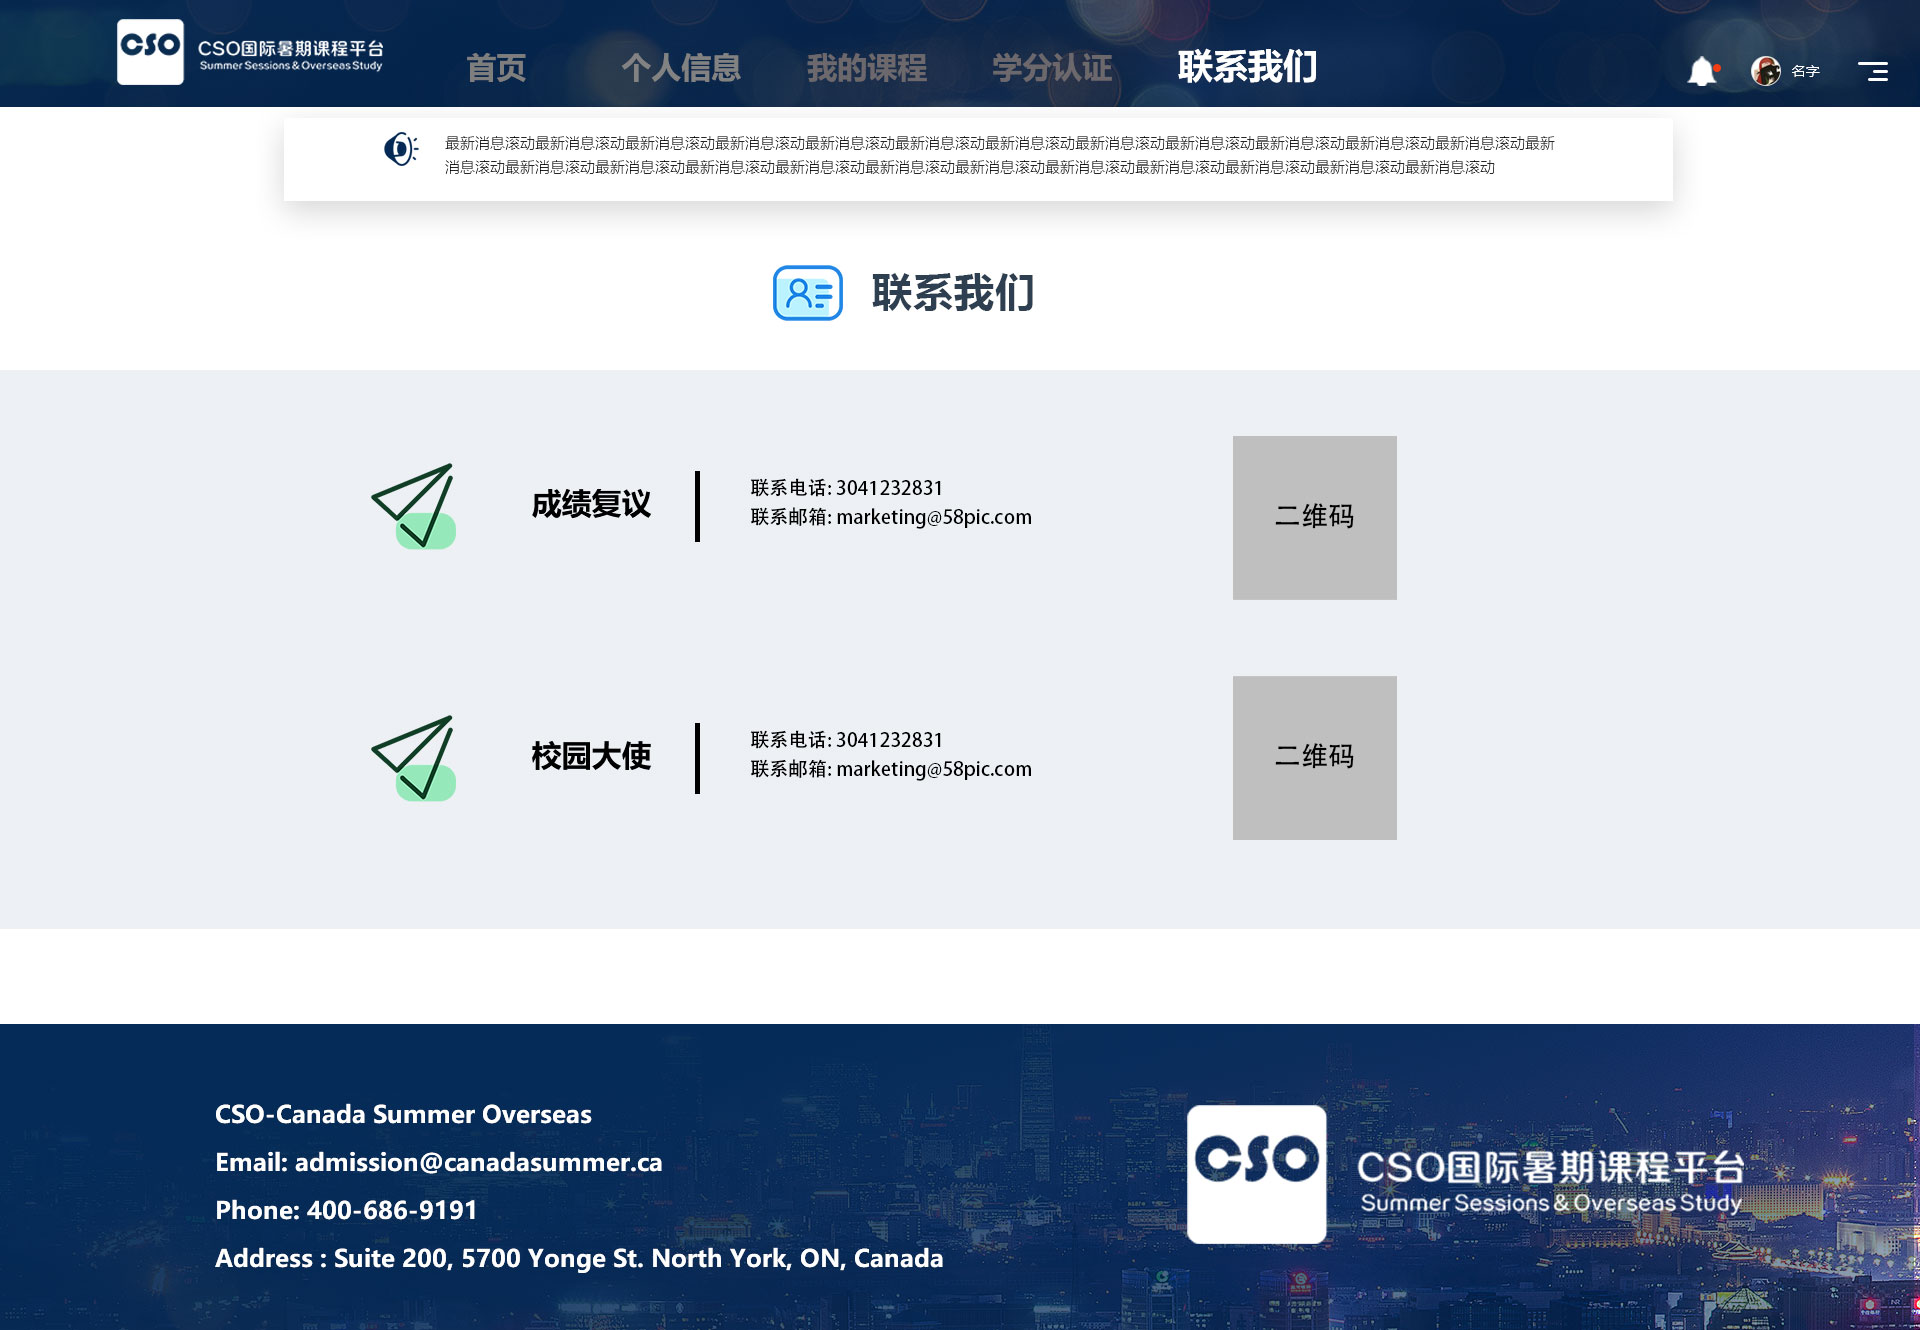 CSO
CSO国际暑期课程平台
Summer Sessions & Overseas Study
首页 个人信息 我的课程 学分认证 联系我们
名字
最新消息滚动最新消息滚动最新消息滚动最新消息滚动最新消息滚动最新消息滚动最新消息滚动最新消息滚动最新消息滚动最新消息滚动最新消息滚动最新消息滚动最新
消息滚动最新消息滚动最新消息滚动最新消息滚动最新消息滚动最新消息滚动最新消息滚动最新消息滚动最新消息滚动最新消息滚动最新消息滚动最新消息滚动
联系我们
成绩复议
联系电话: 3041232831
联系邮箱: marketing@58pic.com
二维码
校园大使
联系电话: 3041232831
联系邮箱: marketing@58pic.com
二维码
CSO-Canada Summer Overseas
Email: admission@canadasummer.ca
Phone: 400-686-9191
Address : Suite 200, 5700 Yonge St. North York, ON, Canada
CSO
CSO国际暑期课程平台
Summer Sessions & Overseas Study